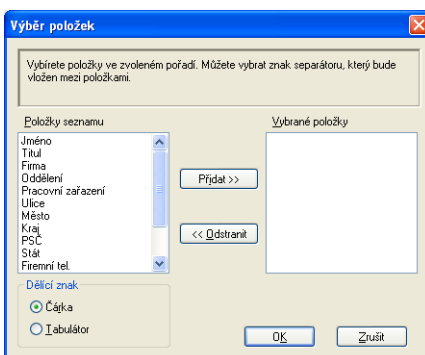 Výběr položek
Vybírete položky ve zvoleném pořadí. Můžete vybrat znak separátoru, který bude
vložen mezi položkami.
Položky seznamu
Vybrané položky
Jméno
Titul
Firma
Oddělení
Pracovní zařazení
Ulice
Město
Kraj
PSČ
Stát
Firemní tel.
Přidat >>
<< Odstranit
Dělící znak
Čárka
Tabulátor
OK
Zrušit